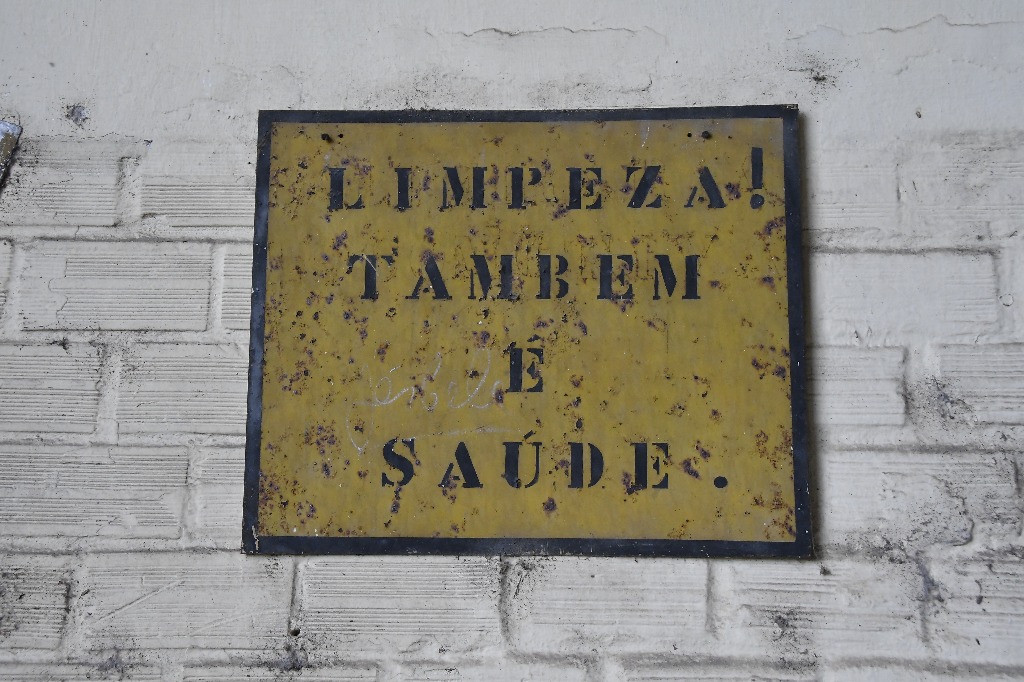 LIMPEZA!
TAMBEM
É
SAÚDE.